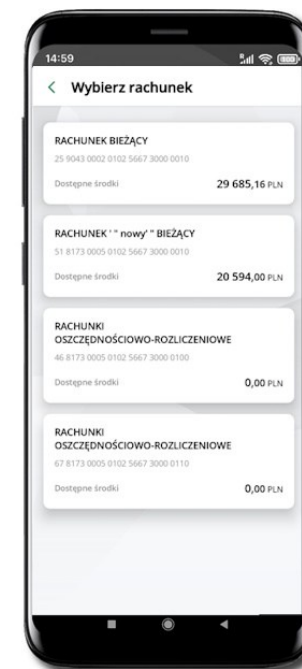 14:59
Wybierz rachunek
RACHUNEK BIEŻĄCY
25 9043 0002 0102 5667 3000 0010
Dostępne środki 29 685,16 PLN
RACHUNEK ' " nowy' " BIEŻĄCY
51 8173 0005 0102 5667 3000 0010
Dostępne środki 20 594,00 PLN
RACHUNKI
OSZCZĘDNOŚCIOWO-ROZLICZENIOWE
46 8173 0005 0102 5667 3000 0100
Dostępne środki 0,00 PLN
RACHUNKI
OSZCZĘDNOŚCIOWO-ROZLICZENIOWE
67 8173 0005 0102 5667 3000 0110
Dostępne środki 0,00 PLN